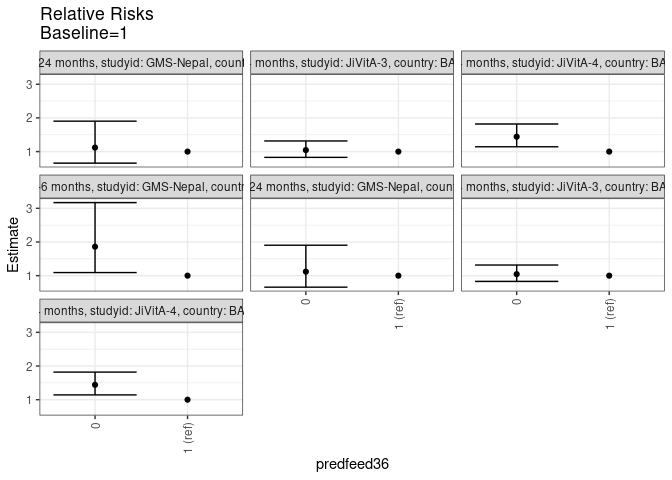 Relative Risks
Baseline=1
24 months, studyid: GMS-Nepal, count
months, studyid: JiVitA-3, country: BA
months, studyid: JiVitA-4, country: BA
3
2
1
-6 months, studyid: GMS-Nepal, countr
24 months, studyid: GMS-Nepal, coun
months, studyid: JiVitA-3, country: BA
3
2
1
months, studyid: JiVitA-4, country: BA
3
2
1
0
1 (ref)
0
1 (ref)
0
1 (ref)
Estimate
predfeed36